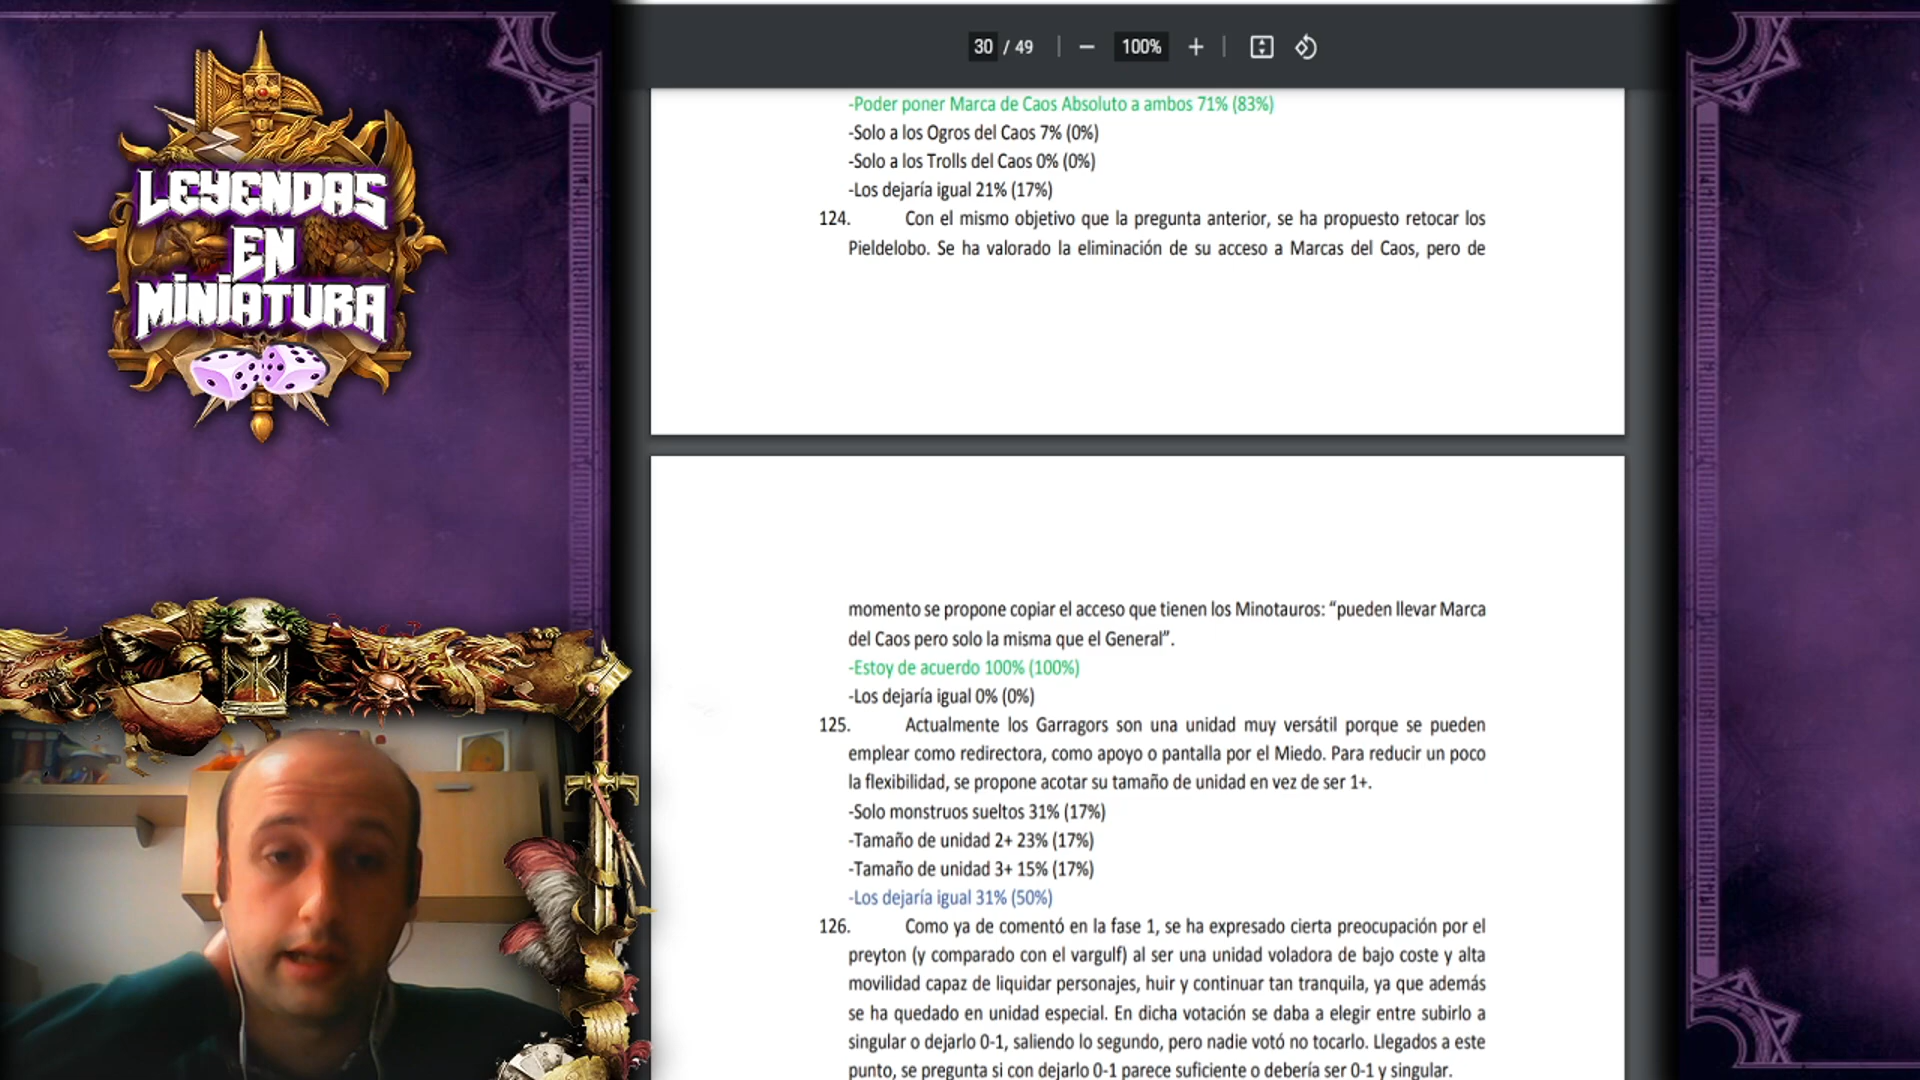 LEYENDAS
EN
MINIATURA
30 / 49
100%
-Poder poner Marca de Caos Absoluto a ambos 71% (83%)
-Solo a los Ogros del Caos 7% (0%)
-Solo a los Trolls del Caos 0% (0%)
-Los dejaría igual 21% (17%)
124. Con el mismo objetivo que la pregunta anterior, se ha propuesto retocar los
Pieldelobo. Se ha valorado la eliminación de su acceso a Marcas del Caos, pero de
momento se propone copiar el acceso que tienen los Minotauros: “pueden llevar Marca
del Caos pero solo la misma que el General”.
-Estoy de acuerdo 100% (100%)
-Los dejaría igual 0% (0%)
125. Actualmente los Garragors son una unidad muy versátil porque se pueden
emplear como redirectora, como apoyo o pantalla por el Miedo. Para reducir un poco
la flexibilidad, se propone acotar su tamaño de unidad en vez de ser 1+.
-Solo monstruos sueltos 31% (17%)
-Tamaño de unidad 2+ 23% (17%)
-Tamaño de unidad 3+ 15% (17%)
-Los dejaría igual 31% (50%)
126. Como ya de comentó en la fase 1, se ha expresado cierta preocupación por el
preyton (y comparado con el vargulf) al ser una unidad voladora de bajo coste y alta
movilidad capaz de liquidar personajes, huir y continuar tan tranquila, ya que además
se ha quedado en unidad especial. En dicha votación se daba a elegir entre subirlo a
singular o dejarlo 0-1, saliendo lo segundo, pero nadie votó no tocarlo. Llegados a este
punto, se pregunta si con dejarlo 0-1 parece suficiente o debería ser 0-1 y singular.